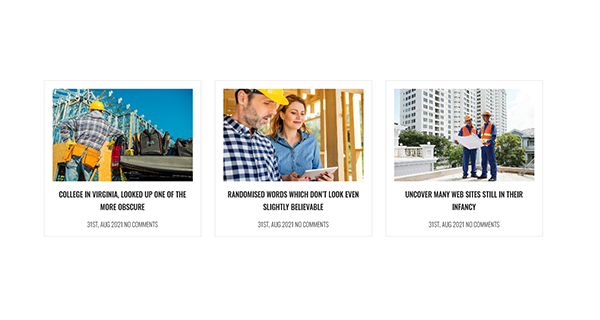 COLLEGE IN VIRGINIA, LOOKED UP ONE OF THE
MORE OBSCURE
31ST, AUG 2021 NO COMMENTS
RANDOMISED WORDS WHICH DON'T LOOK EVEN
SLIGHTLY BELIEVABLE
31ST, AUG 2021 NO COMMENTS
UNCOVER MANY WEB SITES STILL IN THEIR
INFANCY
31ST, AUG 2021 NO COMMENTS